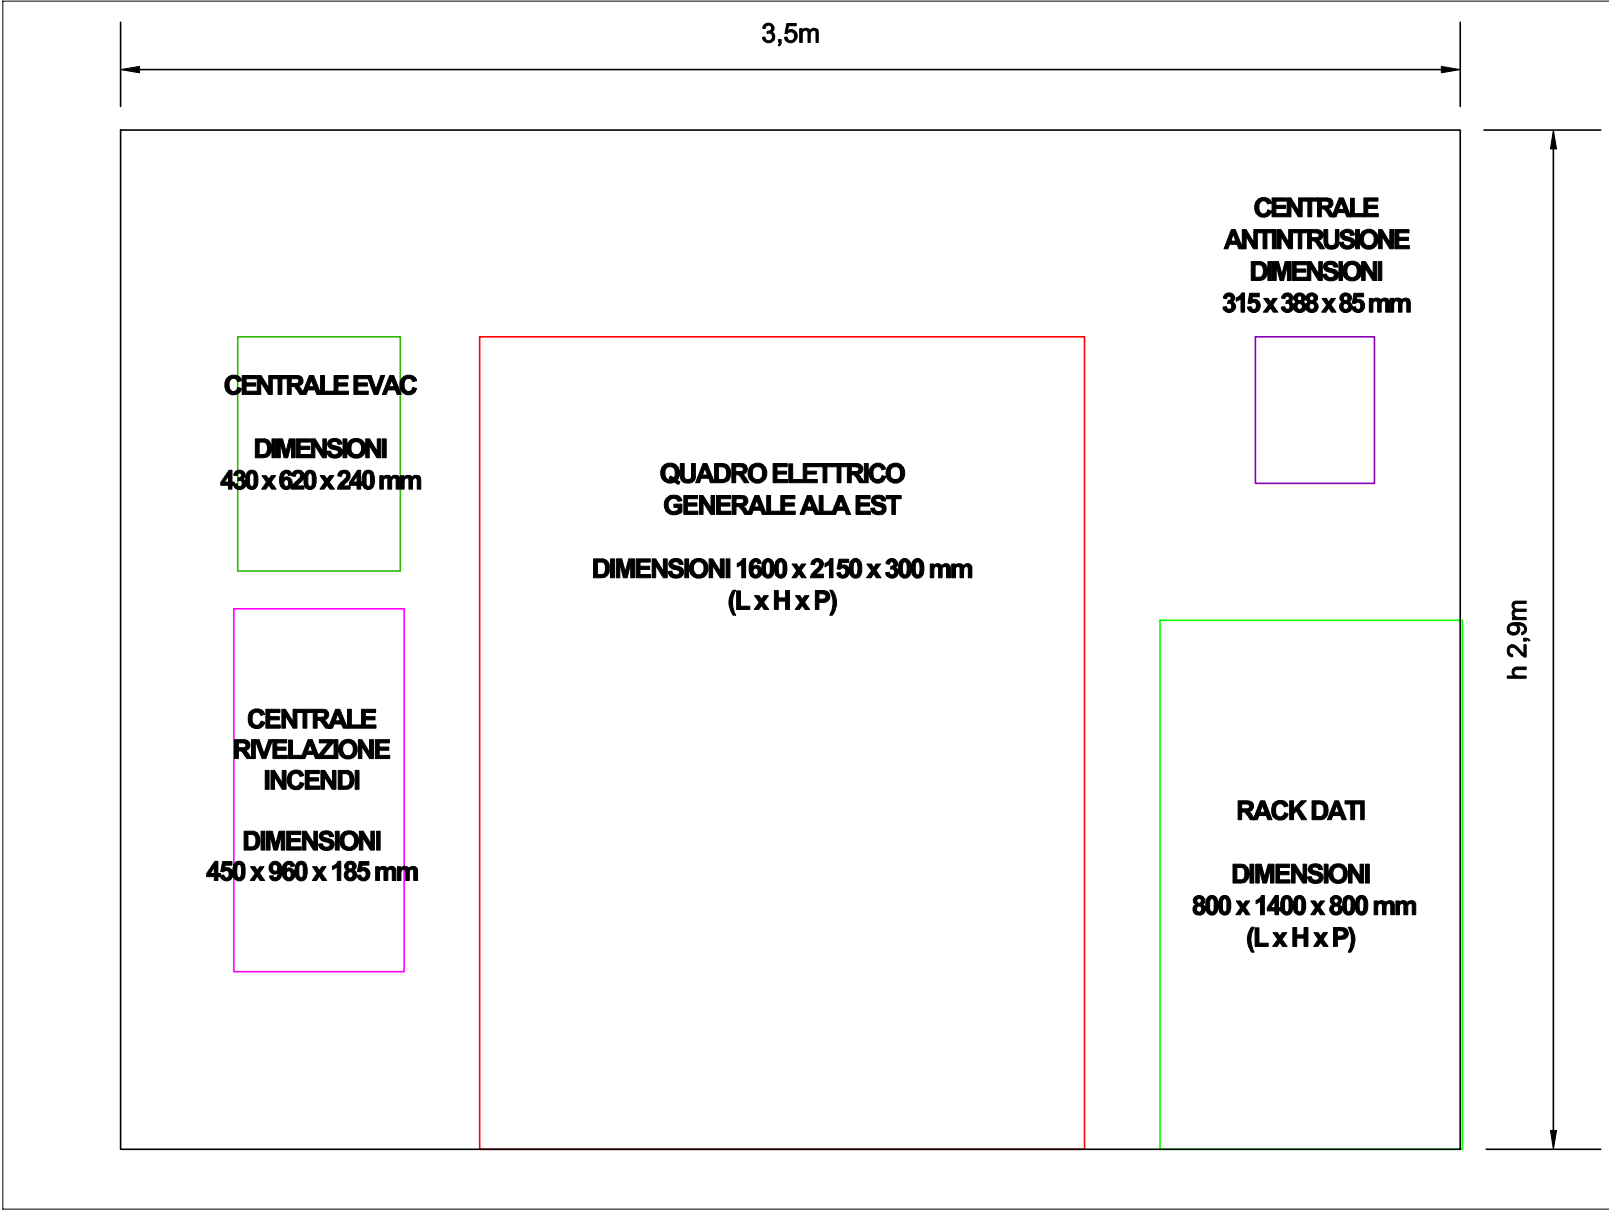 3,5m
CENTRALE
ANTINTRUSIONE
DIMENSIONI
315 x 388 x 85 mm
CENTRALE EVAC
DIMENSIONI
430 x 620 x 240 mm
QUADRO ELETTRICO
GENERALE ALA EST
DIMENSIONI 1600 x 2150 x 300 mm
(L x H x P)
h 2,9m
CENTRALE
RIVELAZIONE
INCENDI
DIMENSIONI
450 x 960 x 185 mm
RACK DATI
DIMENSIONI
800 x 1400 x 800 mm
(L x H x P)